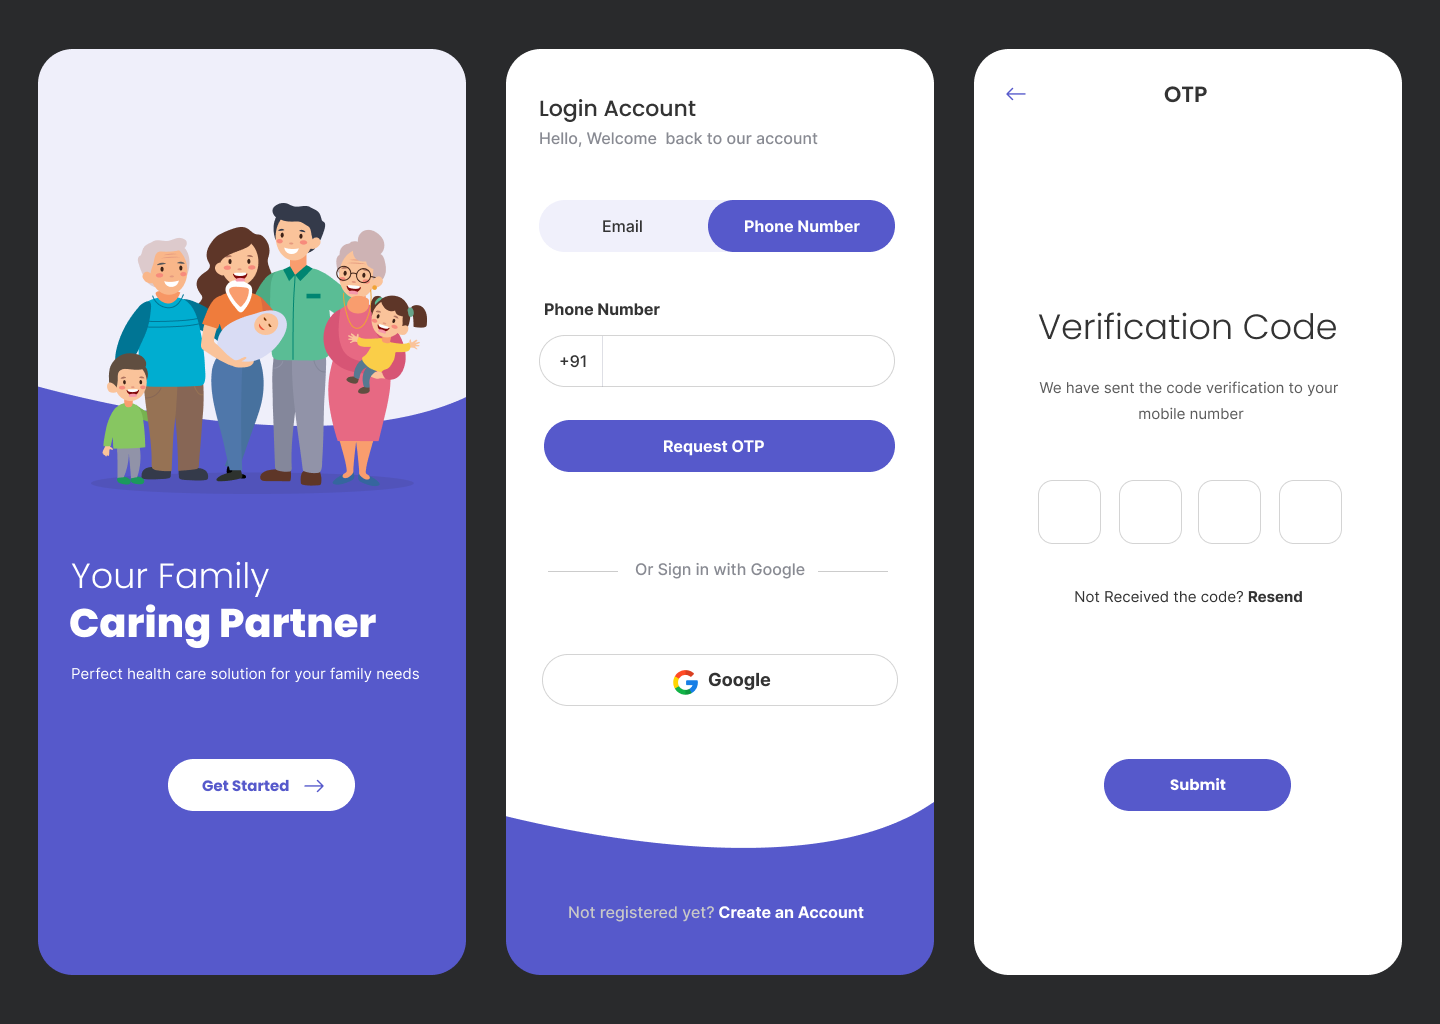 Your Family
Caring Partner
Perfect health care solution for your family needs
Get Started
Login Account
Hello, Welcome  back to our account
Email
Phone Number
Phone Number
+91
Request OTP
Or Sign in with Google
Google
Not registered yet? Create an Account
OTP
Verification Code
We have sent the code verification to your
mobile number
Not Received the code? Resend
Submit